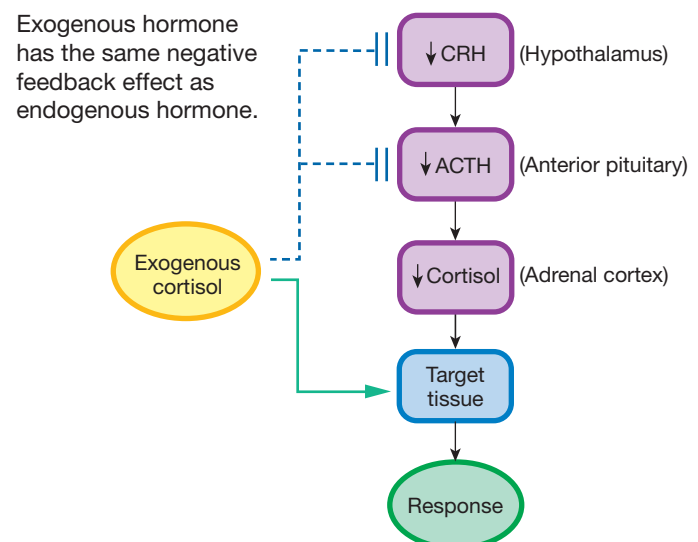 Exogenous hormone
has the same negative
feedback effect as
endogenous hormone.
↓ CRH (Hypothalamus)
↓ ACTH (Anterior pituitary)
Exogenous
cortisol
↓ Cortisol (Adrenal cortex)
Target
tissue
Response